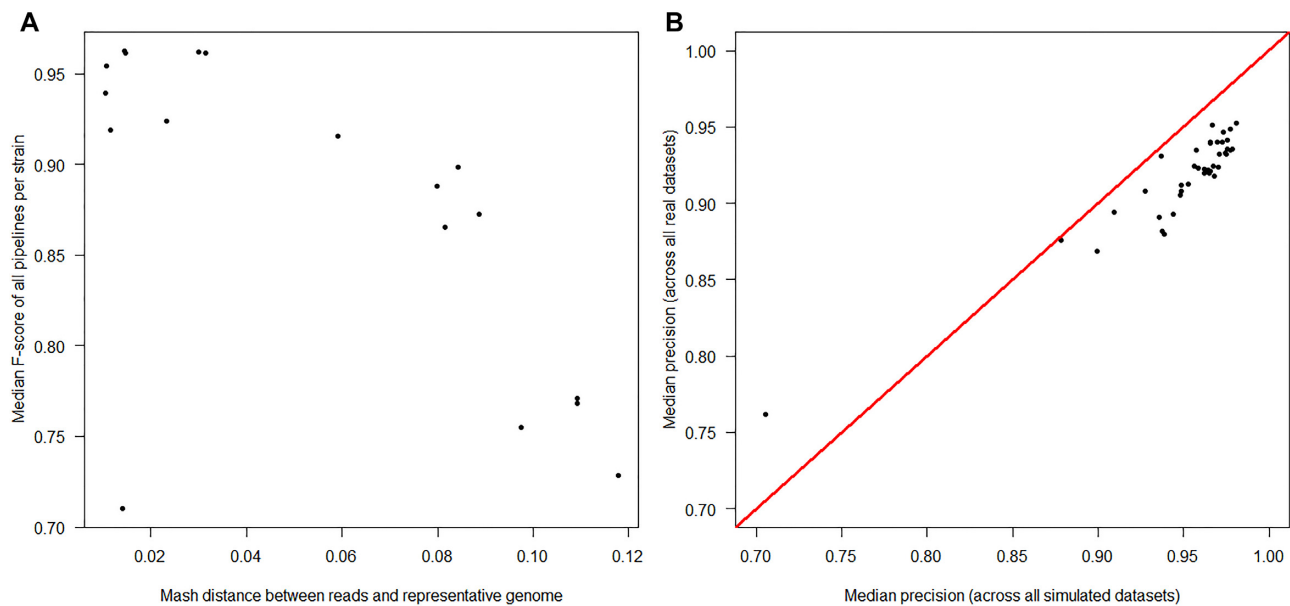 A
Median F-score of all pipelines per strain
0.95
0.90
0.85
0.80
0.75
0.70
0.02 0.04 0.06 0.08 0.10 0.12
Mash distance between reads and representative genome
B
Median precision (across all real datasets)
1.00
0.95
0.90
0.85
0.80
0.75
0.70
0.70 0.75 0.80 0.85 0.90 0.95 1.00
Median precision (across all simulated datasets)